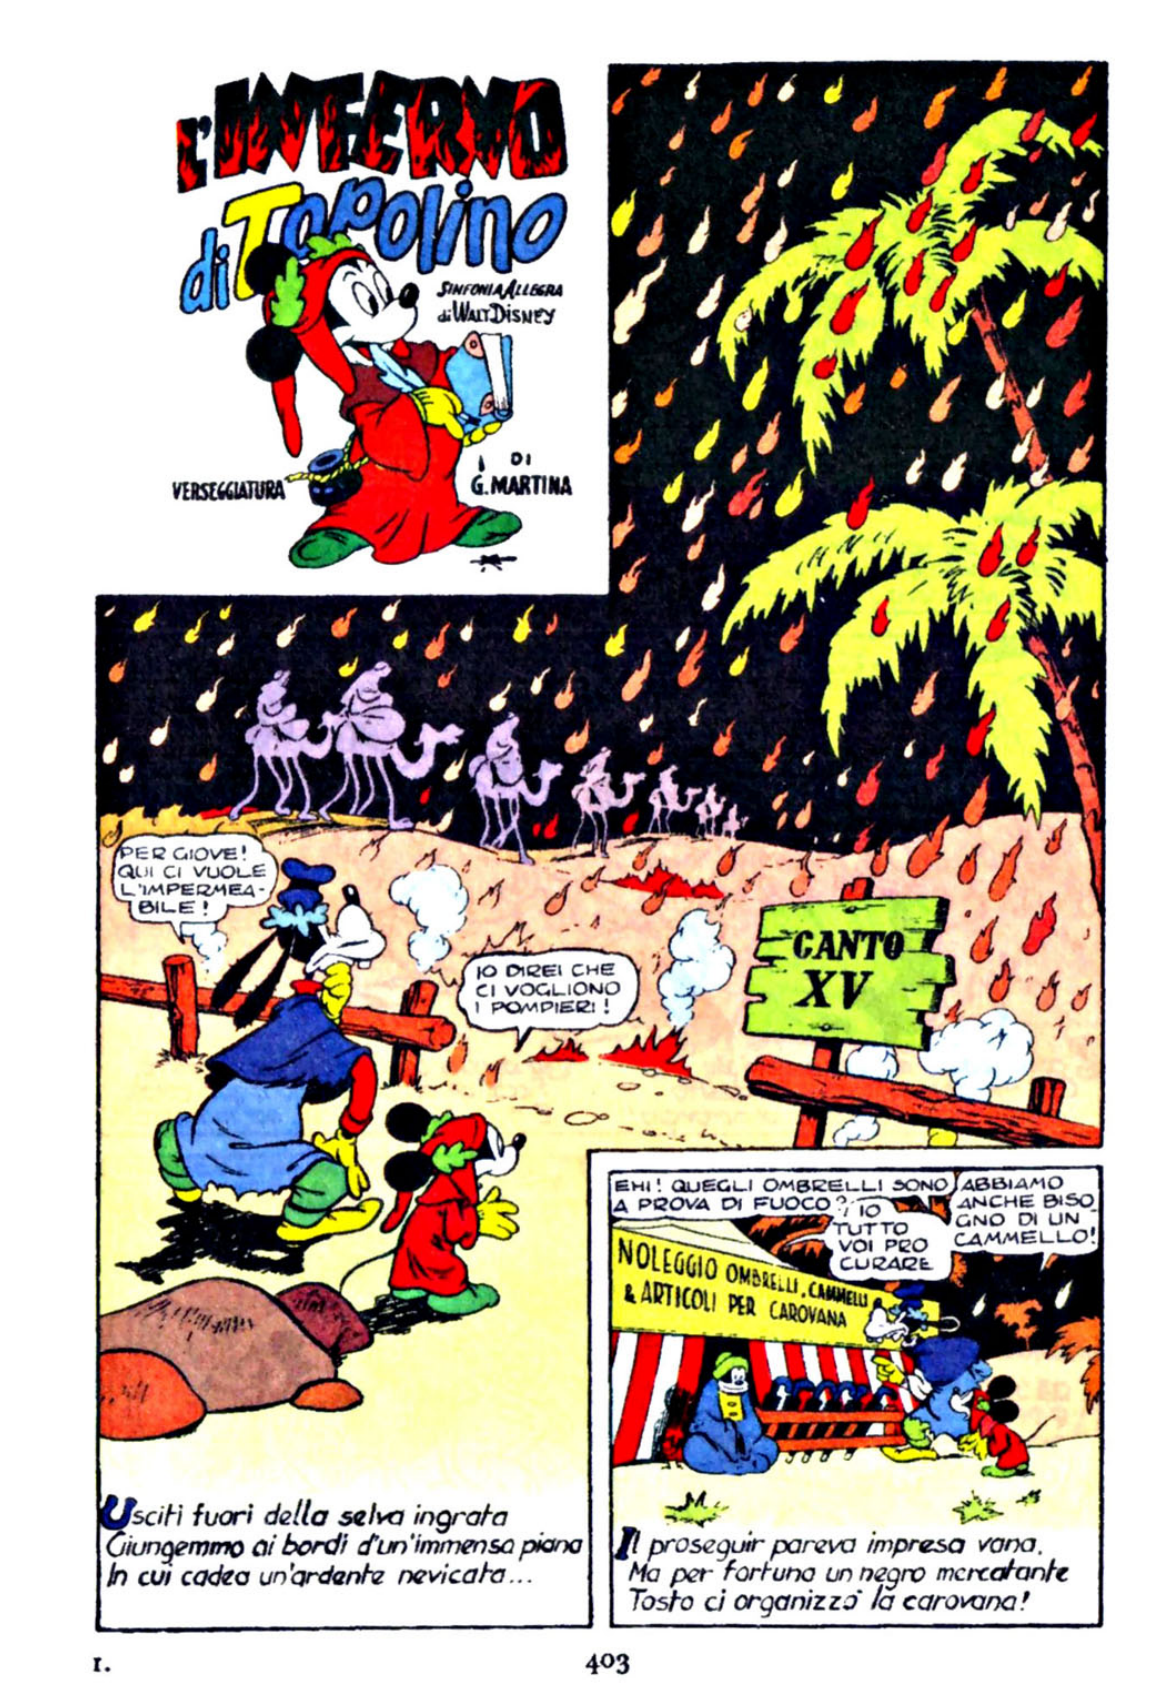 L'INFERNO
di Topolino
SINFONIA ALLEGRA
di WALT DISNEY
VERSEGGIATURA
DI
G. MARTINA
PER GIOVE!
QUI CI VUOLE
L'IMPERMEA-
BILE!
IO DIREI CHE
CI VOGLIONO
I POMPIERI!
CANTO
XV
Usciti fuori della selva ingrata
Giungemmo ai bordi d'un'immensa piana
In cui cadea un'ardente nevicata...
EHI! QUEGLI OMBRELLI SONO
A PROVA DI FUOCO?
IO
TUTTO
VOI PRO
CURARE
ABBIAMO
ANCHE BISO
GNO DI UN
CAMMELLO!
NOLEGGIO OMBRELLI, CAMMELLI
& ARTICOLI PER CAROVANA
Il proseguir pareva impresa vana,
Ma per fortuna un negro mercatante
Tosto ci organizzò la carovana!
1.
403